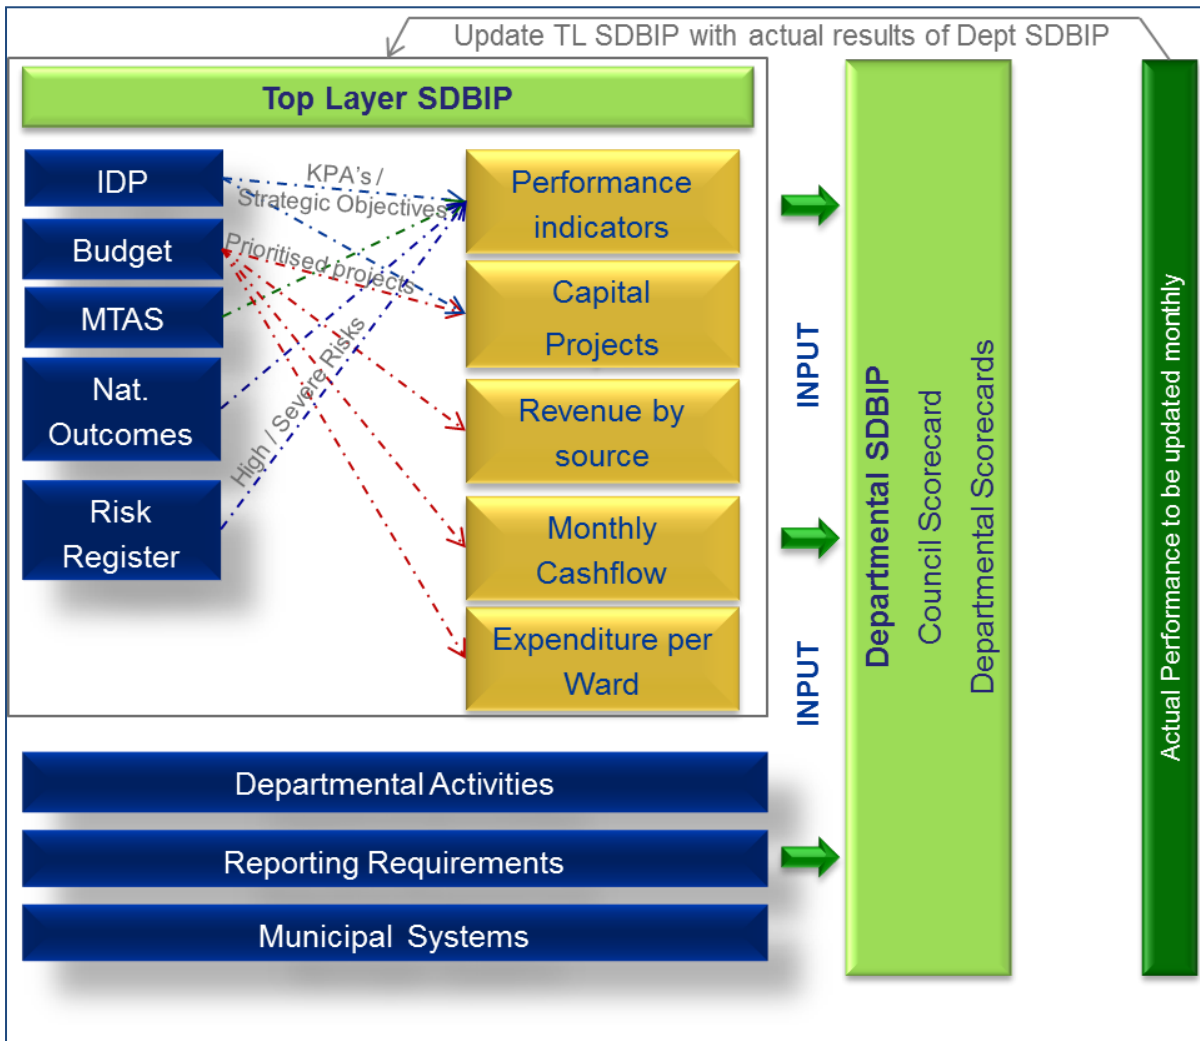 Update TL SDBIP with actual results of Dept SDBIP
Top Layer SDBIP
IDP
Budget
MTAS
Nat.
Outcomes
Risk
Register
KPA's /
Strategic Objectives
Prioritised projects
High / Severe Risks
Performance
indicators
Capital
Projects
Revenue by
source
Monthly
Cashflow
Expenditure per
Ward
INPUT
INPUT
Departmental SDBIP
Council Scorecard
Departmental Scorecards
Actual Performance to be updated monthly
Departmental Activities
Reporting Requirements
Municipal Systems